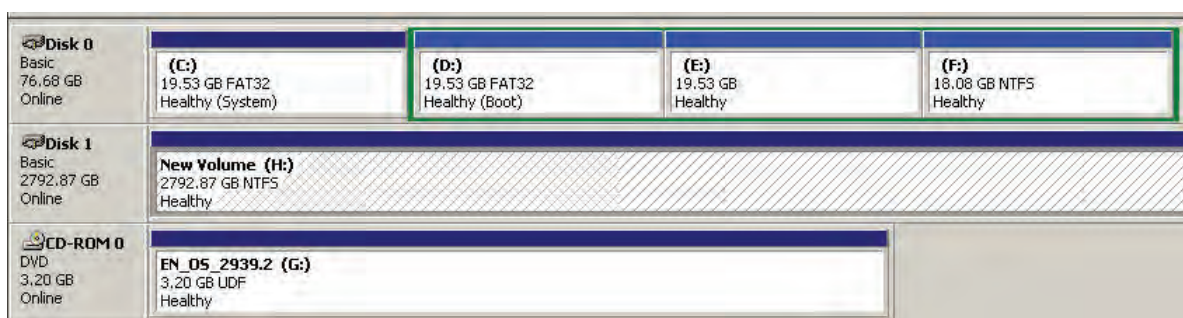 Disk 0
Basic
76.68 GB
Online
(C:)
19.53 GB FAT32
Healthy (System)
(D:)
19.53 GB FAT32
Healthy (Boot)
(E:)
19.53 GB
Healthy
(F:)
18.08 GB NTFS
Healthy
Disk 1
Basic
2792.87 GB
Online
New Volume (H:)
2792.87 GB NTFS
Healthy
CD-ROM 0
DVD
3.20 GB
Online
EN_OS_2939.2 (G:)
3.20 GB UDF
Healthy